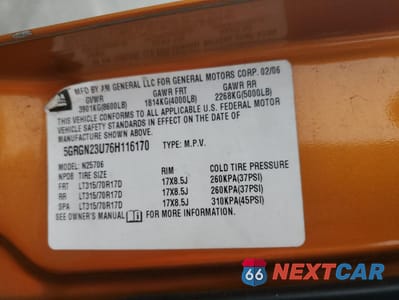 MFD BY AM GENERAL LLC FOR GENERAL MOTORS CORP. 02/06
GVWR GAWR FRT GAWR RR
3901KG(8600LB) 1814KG(4000LB) 2268KG(5000LB)
THIS VEHICLE CONFORMS TO ALL APPLICABLE U.S. FEDERAL MOTOR
VEHICLE SAFETY STANDARDS IN EFFECT ON THE DATE OF
MANUFACTURE SHOWN ABOVE.
5GRGN23U76H116170 TYPE: M.P.V.
MODEL: N25706
NPDB TIRE SIZE RIM COLD TIRE PRESSURE
FRT LT315/70R17D 17X8.5J 260KPA(37PSI)
RR LT315/70R17D 17X8.5J 260KPA(37PSI)
SPA LT315/70R17D 17X8.5J 310KPA(45PSI)
SEE OWNER'S MANUAL FOR MORE INFORMATION.
66 NEXTCAR